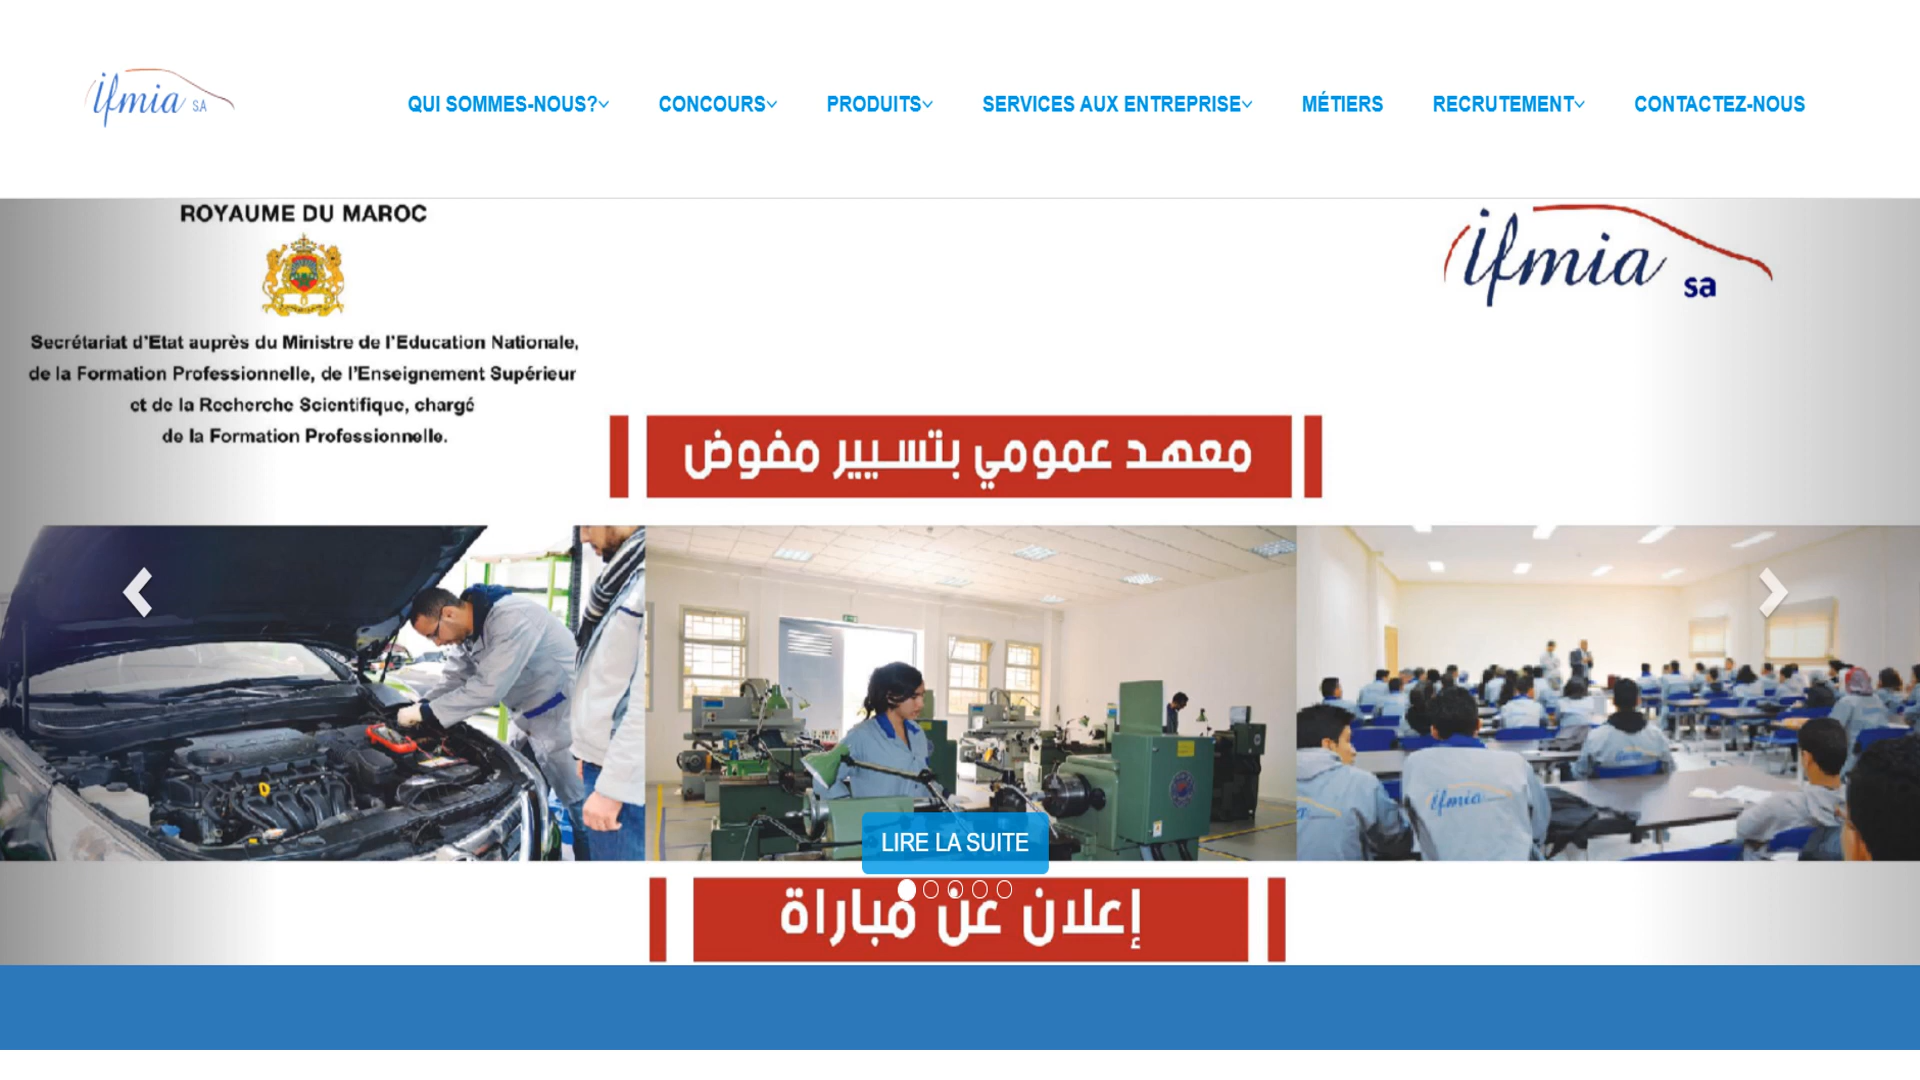 ifmia SA
QUI SOMMES-NOUS? CONCOURS PRODUITS SERVICES AUX ENTREPRISE MÉTIERS RECRUTEMENT CONTACTEZ-NOUS
ROYAUME DU MAROC
ifmia sa
Secrétariat d'Etat auprès du Ministre de l'Education Nationale,
de la Formation Professionnelle, de l'Enseignement Supérieur
et de la Recherche Scientifique, chargé
de la Formation Professionnelle.
معهد عمومي بتسيير مفوض
ifmia
LIRE LA SUITE
إعلان عن مباراة